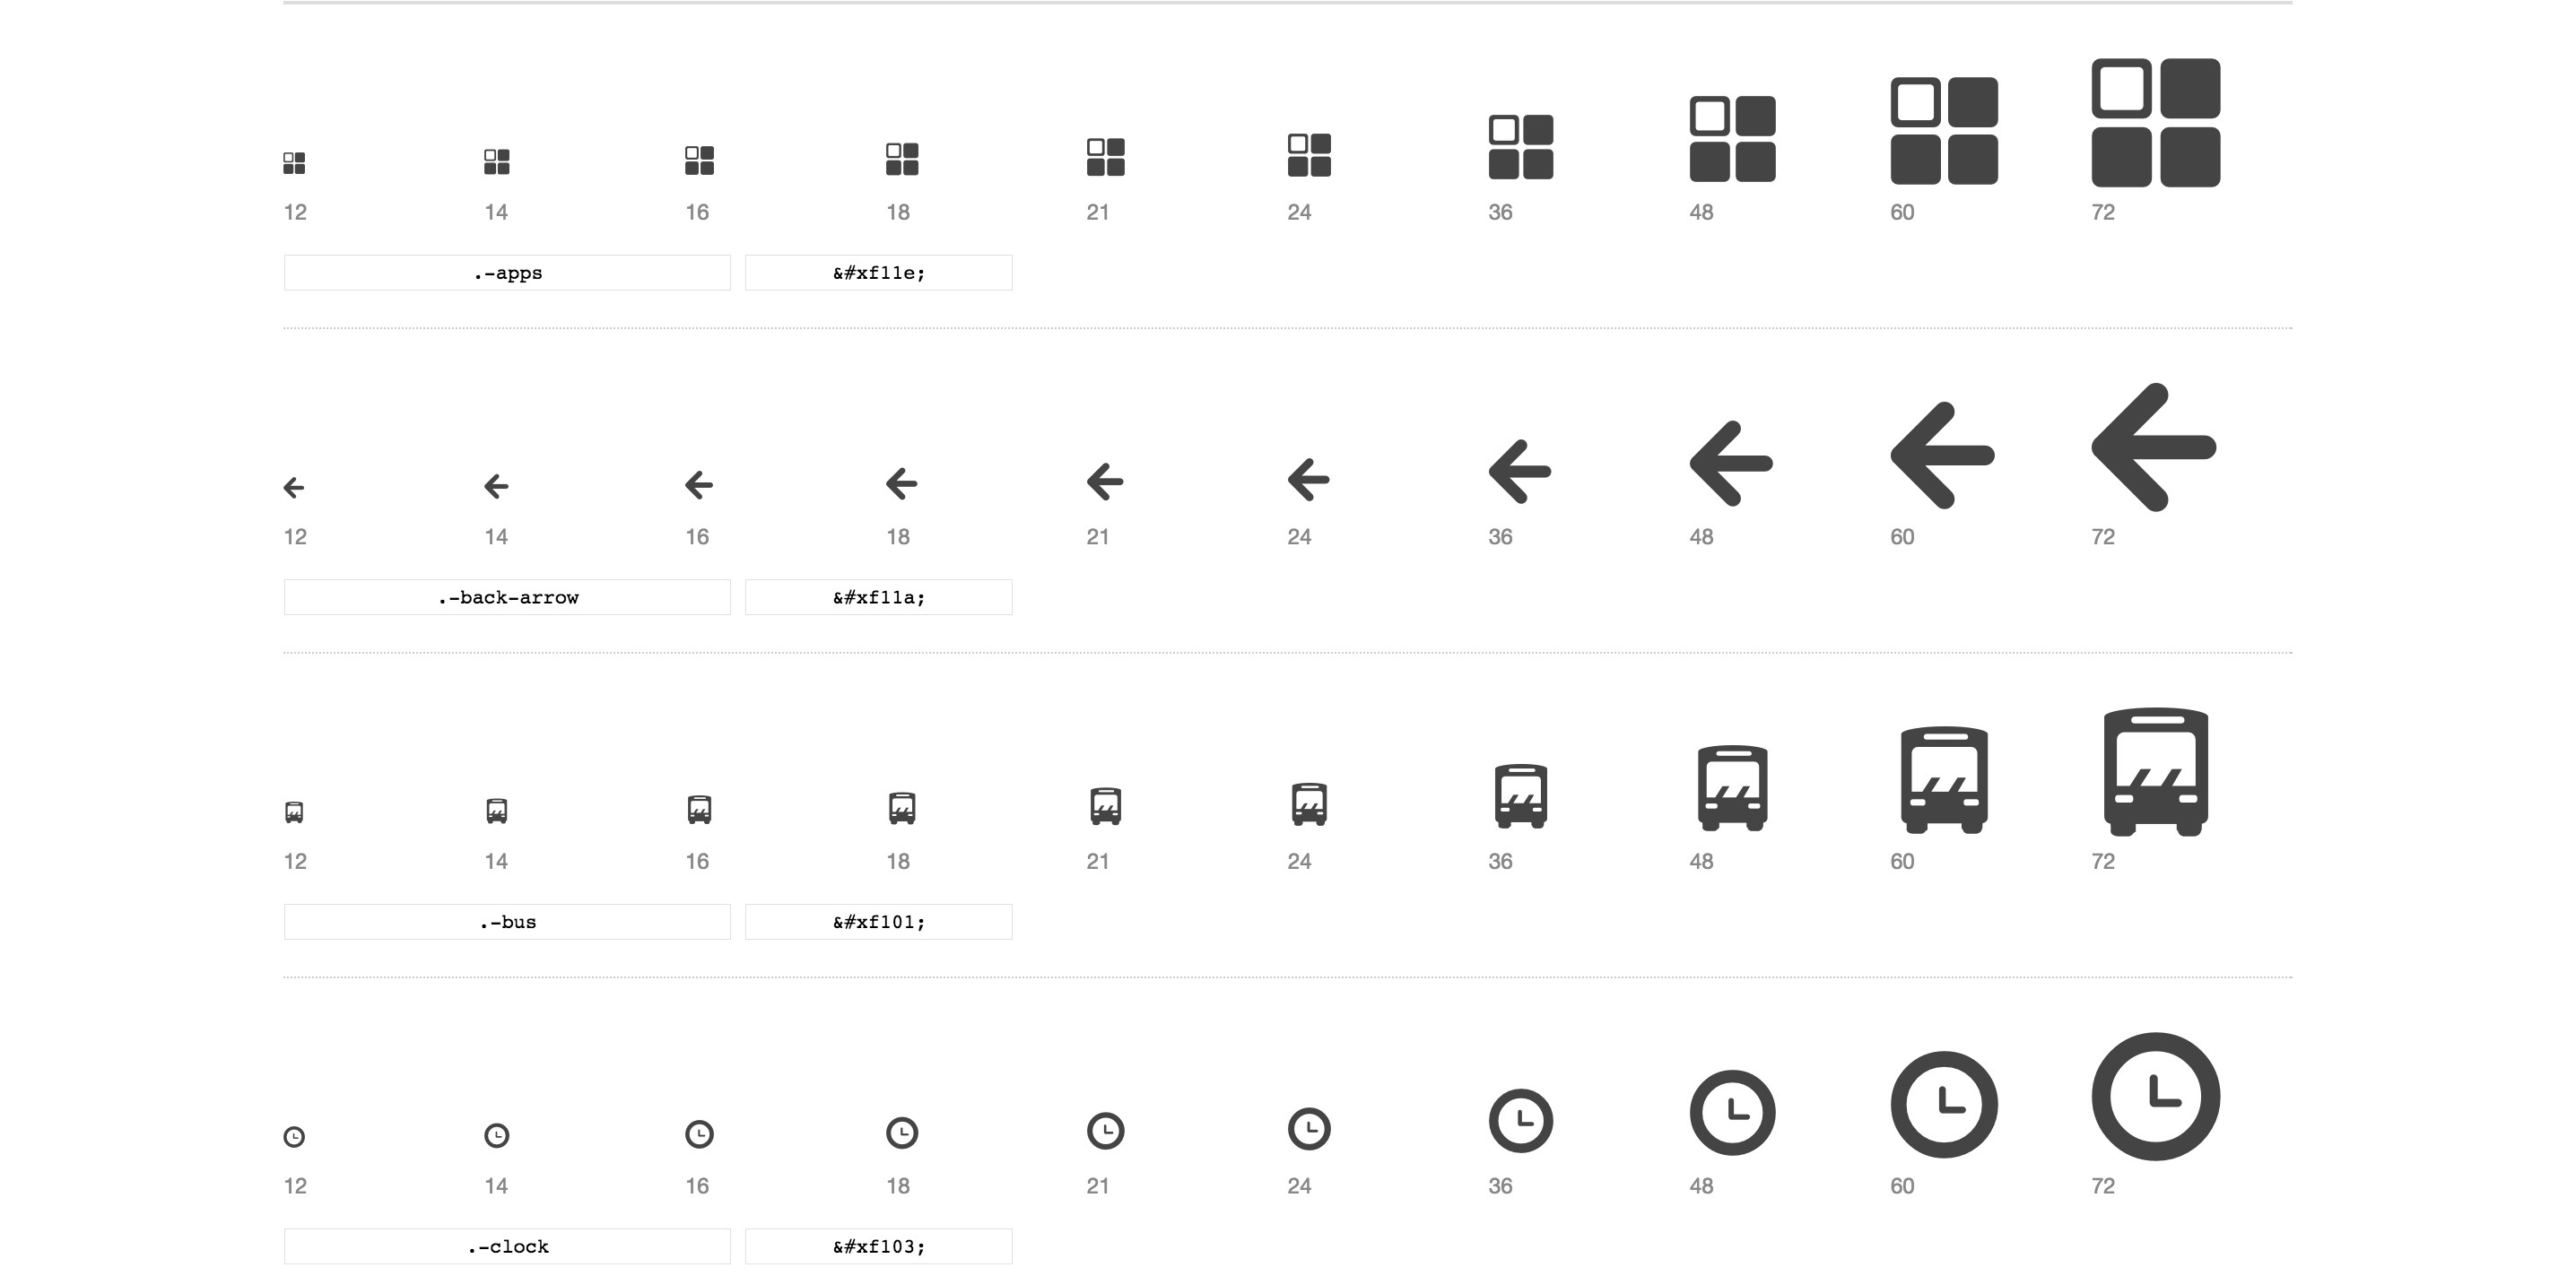 12 14 16 18 21 24 36 48 60 72
.-apps &#xf11e;
12 14 16 18 21 24 36 48 60 72
.-back-arrow &#xf11a;
12 14 16 18 21 24 36 48 60 72
.-bus &#xf101;
12 14 16 18 21 24 36 48 60 72
.-clock &#xf103;